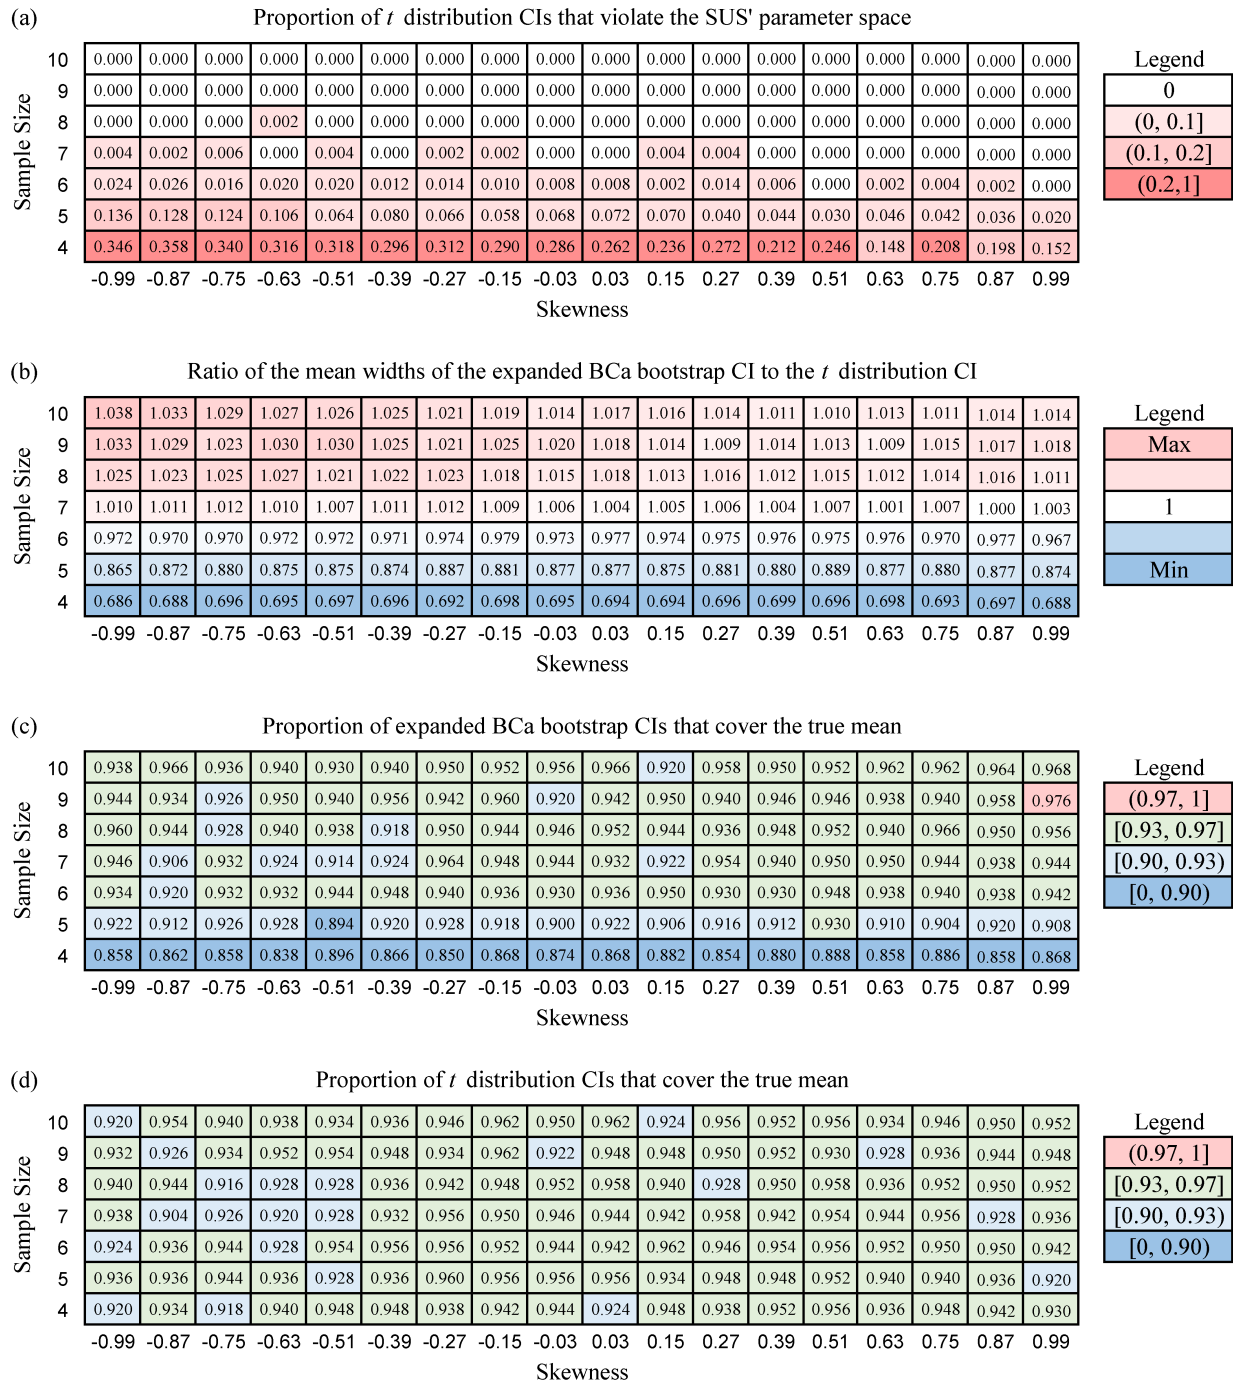 (a) Proportion of t distribution CIs that violate the SUS' parameter space
10 0.000 0.000 0.000 0.000 0.000 0.000 0.000 0.000 0.000 0.000 0.000 0.000 0.000 0.000 0.000 0.000 0.000 0.000 Legend
9 0.000 0.000 0.000 0.000 0.000 0.000 0.000 0.000 0.000 0.000 0.000 0.000 0.000 0.000 0.000 0.000 0.000 0.000 0
8 0.000 0.000 0.000 0.002 0.000 0.000 0.000 0.000 0.000 0.000 0.000 0.000 0.000 0.000 0.000 0.000 0.000 0.000 (0, 0.1]
7 0.004 0.002 0.006 0.000 0.004 0.000 0.002 0.002 0.000 0.000 0.004 0.004 0.000 0.000 0.000 0.000 0.000 0.000 (0.1, 0.2]
6 0.024 0.026 0.016 0.020 0.020 0.012 0.014 0.010 0.008 0.008 0.002 0.014 0.006 0.000 0.002 0.004 0.002 0.000 (0.2,1]
5 0.136 0.128 0.124 0.106 0.064 0.080 0.066 0.058 0.068 0.072 0.070 0.040 0.044 0.030 0.046 0.042 0.036 0.020
4 0.346 0.358 0.340 0.316 0.318 0.296 0.312 0.290 0.286 0.262 0.236 0.272 0.212 0.246 0.148 0.208 0.198 0.152
Sample Size
-0.99 -0.87 -0.75 -0.63 -0.51 -0.39 -0.27 -0.15 -0.03 0.03 0.15 0.27 0.39 0.51 0.63 0.75 0.87 0.99
Skewness
(b) Ratio of the mean widths of the expanded BCa bootstrap CI to the t distribution CI
10 1.038 1.033 1.029 1.027 1.026 1.025 1.021 1.019 1.014 1.017 1.016 1.014 1.011 1.010 1.013 1.011 1.014 1.014 Legend
9 1.033 1.029 1.023 1.030 1.030 1.025 1.021 1.025 1.020 1.018 1.014 1.009 1.014 1.013 1.009 1.015 1.017 1.018 Max
8 1.025 1.023 1.025 1.027 1.021 1.022 1.023 1.018 1.015 1.018 1.013 1.016 1.012 1.015 1.012 1.014 1.016 1.011
7 1.010 1.011 1.012 1.010 1.007 1.011 1.012 1.009 1.006 1.004 1.005 1.006 1.004 1.007 1.001 1.007 1.000 1.003 1
6 0.972 0.970 0.970 0.972 0.972 0.971 0.974 0.979 0.973 0.977 0.974 0.975 0.976 0.975 0.976 0.970 0.977 0.967
5 0.865 0.872 0.880 0.875 0.875 0.874 0.887 0.881 0.877 0.877 0.875 0.881 0.880 0.889 0.877 0.880 0.877 0.874 Min
4 0.686 0.688 0.696 0.695 0.697 0.696 0.692 0.698 0.695 0.694 0.694 0.696 0.699 0.696 0.698 0.693 0.697 0.688
Sample Size
-0.99 -0.87 -0.75 -0.63 -0.51 -0.39 -0.27 -0.15 -0.03 0.03 0.15 0.27 0.39 0.51 0.63 0.75 0.87 0.99
Skewness
(c) Proportion of expanded BCa bootstrap CIs that cover the true mean
10 0.938 0.966 0.936 0.940 0.930 0.940 0.950 0.952 0.956 0.966 0.920 0.958 0.950 0.952 0.962 0.962 0.964 0.968 Legend
9 0.944 0.934 0.926 0.950 0.940 0.956 0.942 0.960 0.920 0.942 0.950 0.940 0.946 0.946 0.938 0.940 0.958 0.976 (0.97, 1]
8 0.960 0.944 0.928 0.940 0.938 0.918 0.950 0.944 0.946 0.952 0.944 0.936 0.958 0.952 0.940 0.966 0.950 0.956 [0.93, 0.97]
7 0.946 0.906 0.932 0.924 0.914 0.924 0.964 0.948 0.944 0.932 0.922 0.954 0.940 0.950 0.950 0.944 0.938 0.944 [0.90, 0.93)
6 0.934 0.920 0.932 0.932 0.944 0.948 0.940 0.936 0.930 0.936 0.950 0.930 0.930 0.948 0.938 0.940 0.938 0.942 [0, 0.90)
5 0.922 0.912 0.926 0.928 0.894 0.920 0.928 0.918 0.900 0.922 0.906 0.916 0.912 0.930 0.910 0.904 0.920 0.908
4 0.858 0.862 0.858 0.838 0.896 0.866 0.850 0.868 0.874 0.868 0.882 0.854 0.880 0.888 0.858 0.886 0.858 0.868
Sample Size
-0.99 -0.87 -0.75 -0.63 -0.51 -0.39 -0.27 -0.15 -0.03 0.03 0.15 0.27 0.39 0.51 0.63 0.75 0.87 0.99
Skewness
(d) Proportion of t distribution CIs that cover the true mean
10 0.920 0.954 0.940 0.938 0.934 0.936 0.946 0.962 0.950 0.962 0.924 0.956 0.952 0.956 0.934 0.946 0.950 0.952 Legend
9 0.932 0.926 0.934 0.952 0.954 0.948 0.934 0.962 0.922 0.948 0.948 0.950 0.952 0.930 0.928 0.936 0.944 0.948 (0.97, 1]
8 0.940 0.944 0.916 0.928 0.928 0.936 0.942 0.948 0.952 0.958 0.940 0.928 0.950 0.958 0.936 0.952 0.950 0.952 [0.93, 0.97]
7 0.938 0.904 0.926 0.920 0.928 0.932 0.956 0.950 0.946 0.944 0.942 0.958 0.942 0.954 0.944 0.956 0.928 0.936 [0.90, 0.93)
6 0.924 0.936 0.944 0.928 0.954 0.956 0.956 0.952 0.944 0.942 0.962 0.946 0.954 0.956 0.952 0.950 0.950 0.942 [0, 0.90)
5 0.936 0.936 0.944 0.936 0.928 0.936 0.960 0.956 0.956 0.956 0.934 0.948 0.948 0.952 0.940 0.940 0.936 0.920
4 0.920 0.934 0.918 0.940 0.948 0.948 0.938 0.942 0.944 0.924 0.948 0.938 0.952 0.956 0.936 0.948 0.942 0.930
Sample Size
-0.99 -0.87 -0.75 -0.63 -0.51 -0.39 -0.27 -0.15 -0.03 0.03 0.15 0.27 0.39 0.51 0.63 0.75 0.87 0.99
Skewness